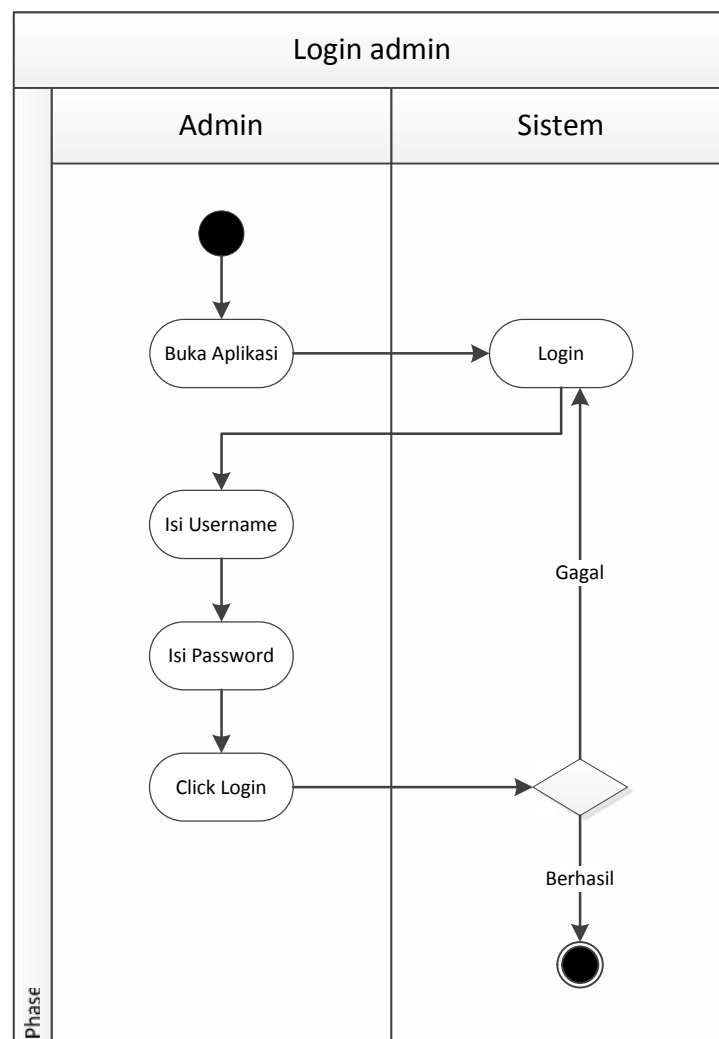 Login admin
Admin
Sistem
Buka Aplikasi
Login
Isi Username
Gagal
Isi Password
Click Login
Berhasil
Phase